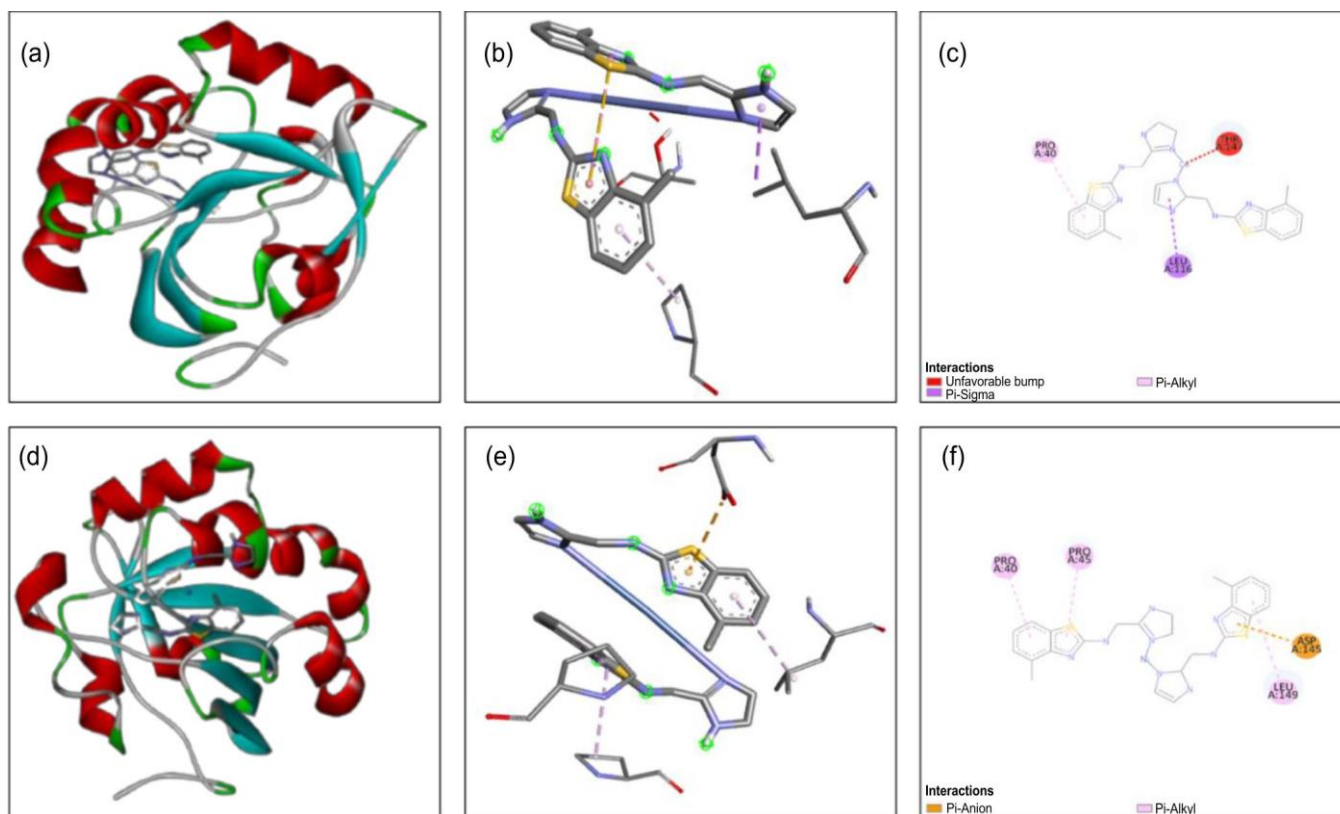 (a)
(b)
(c)
PRO
A:40
LEU
A:116
Interactions
Unfavorable bump
Pi-Alkyl
Pi-Sigma
(d)
(e)
(f)
PRO
A:40
PRO
A:45
ASP
A:145
LEU
A:149
Interactions
Pi-Anion
Pi-Alkyl